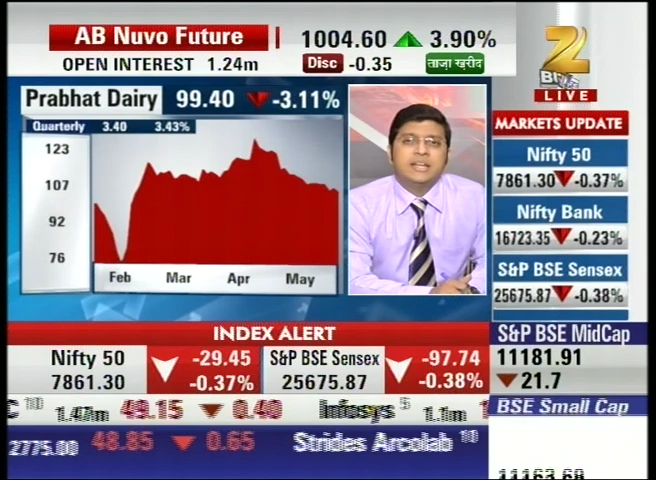 AB Nuvo Future
1004.60 3.90%
OPEN INTEREST 1.24m
Disc -0.35
ताज़ा ख़रीद
LIVE
Prabhat Dairy 99.40 -3.11%
Quarterly 3.40 3.43%
123
107
92
76
Feb Mar Apr May
MARKETS UPDATE
Nifty 50
7861.30 -0.37%
Nifty Bank
16723.35 -0.23%
S&P BSE Sensex
25675.87 -0.38%
INDEX ALERT
Nifty 50
7861.30
-29.45
-0.37%
S&P BSE Sensex
25675.87
-97.74
-0.38%
S&P BSE MidCap
11181.91
21.7
BSE Small Cap
11163.68
49.15 0.40 Infosys 1.1m
2775.00 48.85 0.65 Strides Arcolab